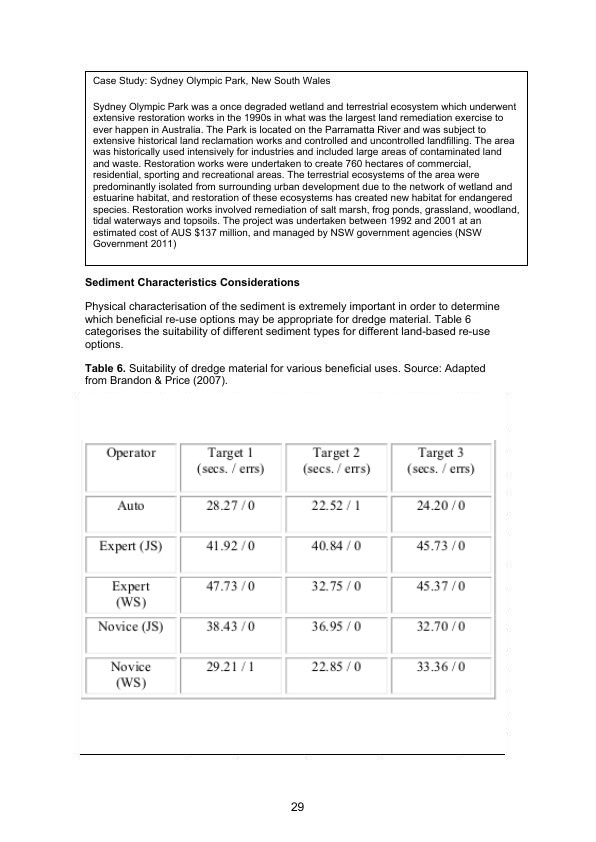 Case Study: Sydney Olympic Park, New South Wales
Sydney Olympic Park was a once degraded wetland and terrestrial ecosystem which underwent
extensive restoration works in the 1990s in what was the largest land remediation exercise to
ever happen in Australia. The Park is located on the Parramatta River and was subject to
extensive historical land reclamation works and controlled and uncontrolled landfilling. The area
was historically used intensively for industries and included large areas of contaminated land
and waste. Restoration works were undertaken to create 760 hectares of commercial,
residential, sporting and recreational areas. The terrestrial ecosystems of the area were
predominantly isolated from surrounding urban development due to the network of wetland and
estuarine habitat, and restoration of these ecosystems has created new habitat for endangered
species. Restoration works involved remediation of salt marsh, frog ponds, grassland, woodland,
tidal waterways and topsoils. The project was undertaken between 1992 and 2001 at an
estimated cost of AUS $137 million, and managed by NSW government agencies (NSW
Government 2011)
Sediment Characteristics Considerations
Physical characterisation of the sediment is extremely important in order to determine
which beneficial re-use options may be appropriate for dredge material. Table 6
categorises the suitability of different sediment types for different land-based re-use
options.
Table 6. Suitability of dredge material for various beneficial uses. Source: Adapted
from Brandon & Price (2007).
Operator Target 1 Target 2 Target 3
(secs. / errs) (secs. / errs) (secs. / errs)
Auto 28.27 / 0 22.52 / 1 24.20 / 0
Expert (JS) 41.92 / 0 40.84 / 0 45.73 / 0
Expert 47.73 / 0 32.75 / 0 45.37 / 0
(WS)
Novice (JS) 38.43 / 0 36.95 / 0 32.70 / 0
Novice 29.21 / 1 22.85 / 0 33.36 / 0
(WS)
29